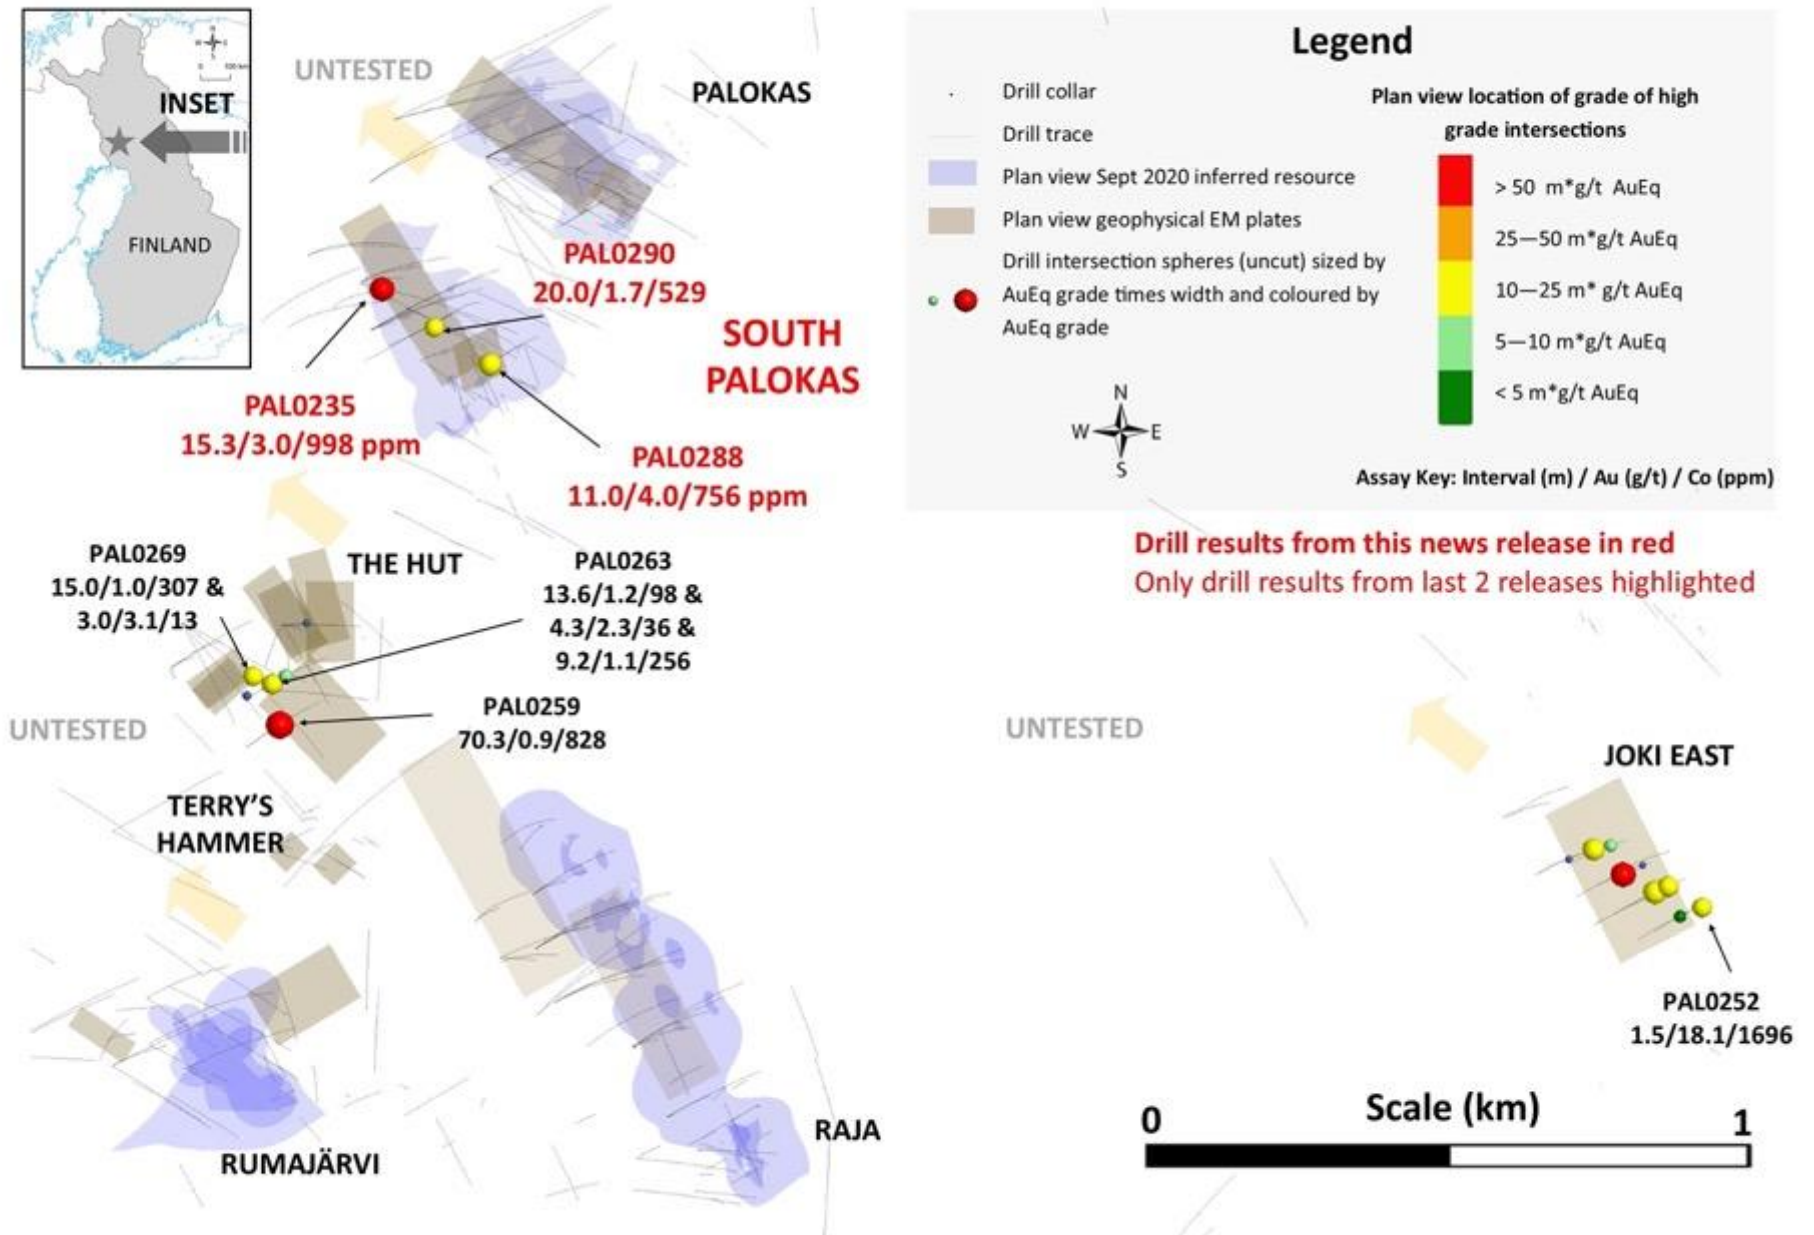 N
W
E
S
0
100 km
INSET
FINLAND
UNTESTED
PALOKAS
PAL0290
20.0/1.7/529
SOUTH
PALOKAS
PAL0235
15.3/3.0/998 ppm
PAL0288
11.0/4.0/756 ppm
THE HUT
PAL0269
15.0/1.0/307 &
3.0/3.1/13
PAL0263
13.6/1.2/98 &
4.3/2.3/36 &
9.2/1.1/256
PAL0259
70.3/0.9/828
UNTESTED
TERRY’S
HAMMER
RUMAJÄRVI
RAJA
Legend
Drill collar
Drill trace
Plan view Sept 2020 inferred resource
Plan view geophysical EM plates
Drill intersection spheres (uncut) sized by
AuEq grade times width and coloured by
AuEq grade
Plan view location of grade of high
grade intersections
> 50 m*g/t AuEq
25—50 m*g/t AuEq
10—25 m* g/t AuEq
5—10 m*g/t AuEq
< 5 m*g/t AuEq
N
W
E
S
Assay Key: Interval (m) / Au (g/t) / Co (ppm)
Drill results from this news release in red
Only drill results from last 2 releases highlighted
UNTESTED
JOKI EAST
PAL0252
1.5/18.1/1696
0
Scale (km)
1